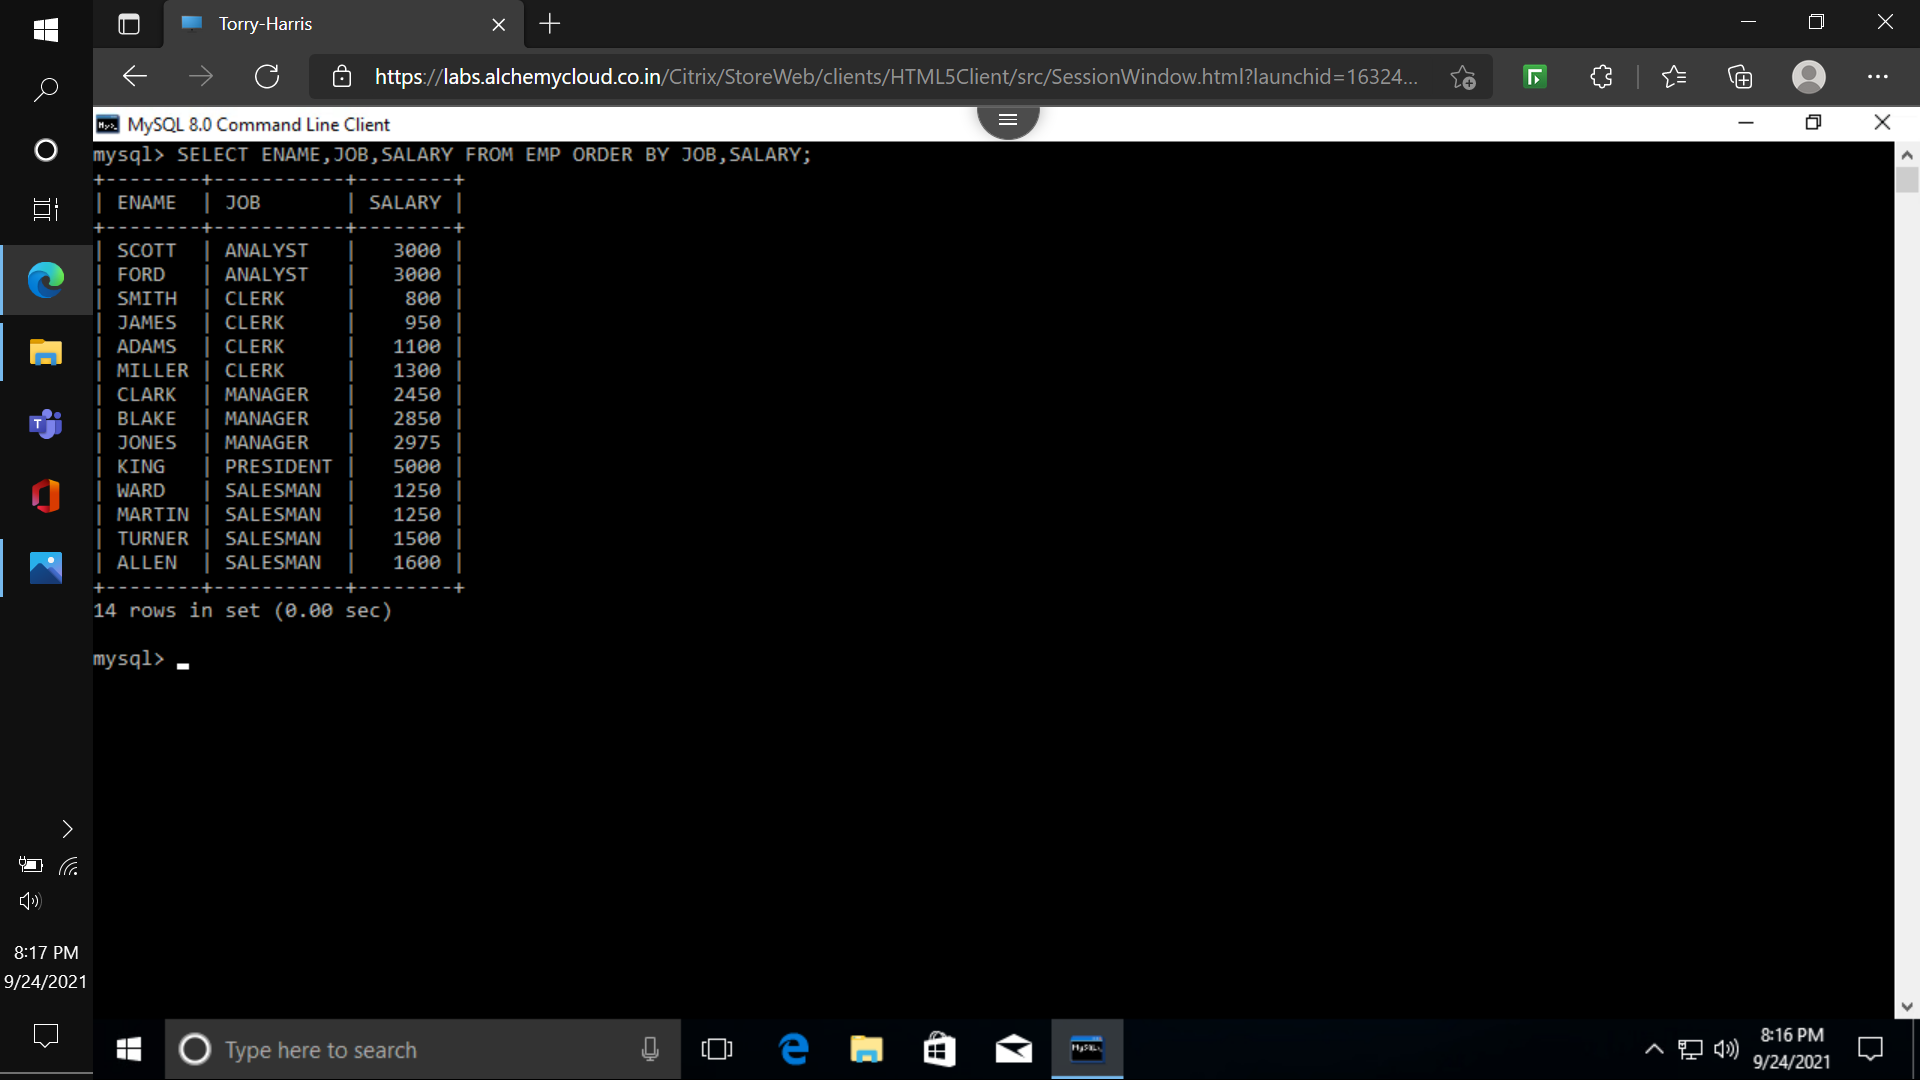 Torry-Harris
https://labs.alchemycloud.co.in/Citrix/StoreWeb/clients/HTML5Client/src/SessionWindow.html?launchid=16324...
MySQL 8.0 Command Line Client
mysql> SELECT ENAME,JOB,SALARY FROM EMP ORDER BY JOB,SALARY;
+--------+-----------+--------+
| ENAME  | JOB       | SALARY |
+--------+-----------+--------+
| SCOTT  | ANALYST   |   3000 |
| FORD   | ANALYST   |   3000 |
| SMITH  | CLERK     |    800 |
| JAMES  | CLERK     |    950 |
| ADAMS  | CLERK     |   1100 |
| MILLER | CLERK     |   1300 |
| CLARK  | MANAGER   |   2450 |
| BLAKE  | MANAGER   |   2850 |
| JONES  | MANAGER   |   2975 |
| KING   | PRESIDENT |   5000 |
| WARD   | SALESMAN  |   1250 |
| MARTIN | SALESMAN  |   1250 |
| TURNER | SALESMAN  |   1500 |
| ALLEN  | SALESMAN  |   1600 |
+--------+-----------+--------+
14 rows in set (0.00 sec)
mysql>
8:17 PM
9/24/2021
Type here to search
8:16 PM
9/24/2021